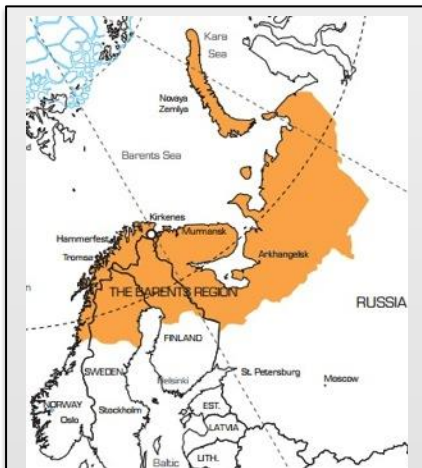 Kara
Sea
Novaya
Zemlya
Barents Sea
Kirkenes
Hammerfest
Murmansk
Tromsø
Arkhangelsk
THE BARENTS REGION
RUSSIA
FINLAND
SWEDEN
Helsinki
St. Petersburg
Moscow
NORWAY
Oslo
Stockholm
EST.
LATVIA
LITH.
Baltic